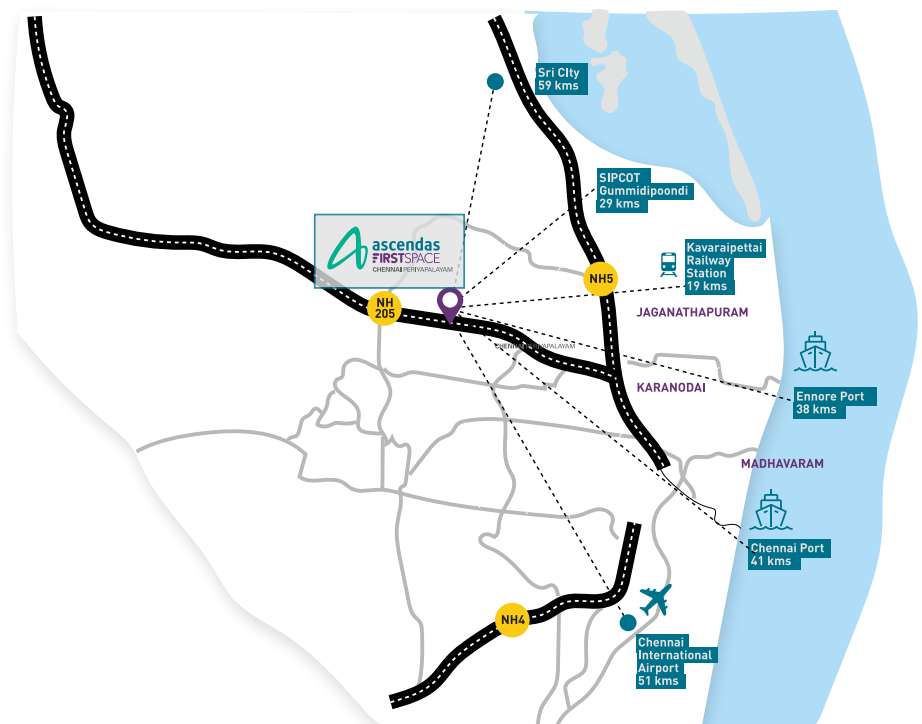 Sri CIty
59 kms
SIPCOT
Gummidipoondi
29 kms
ascendas
FIRSTSPACE
CHENNAI PERIYAPALAYAM
Kavaraipettai
Railway
Station
19 kms
NH5
NH
205
JAGANATHAPURAM
CHENNAI PERIYAPALAYAM
KARANODAI
Ennore Port
38 kms
MADHAVARAM
Chennai Port
41 kms
NH4
Chennai
International
Airport
51 kms